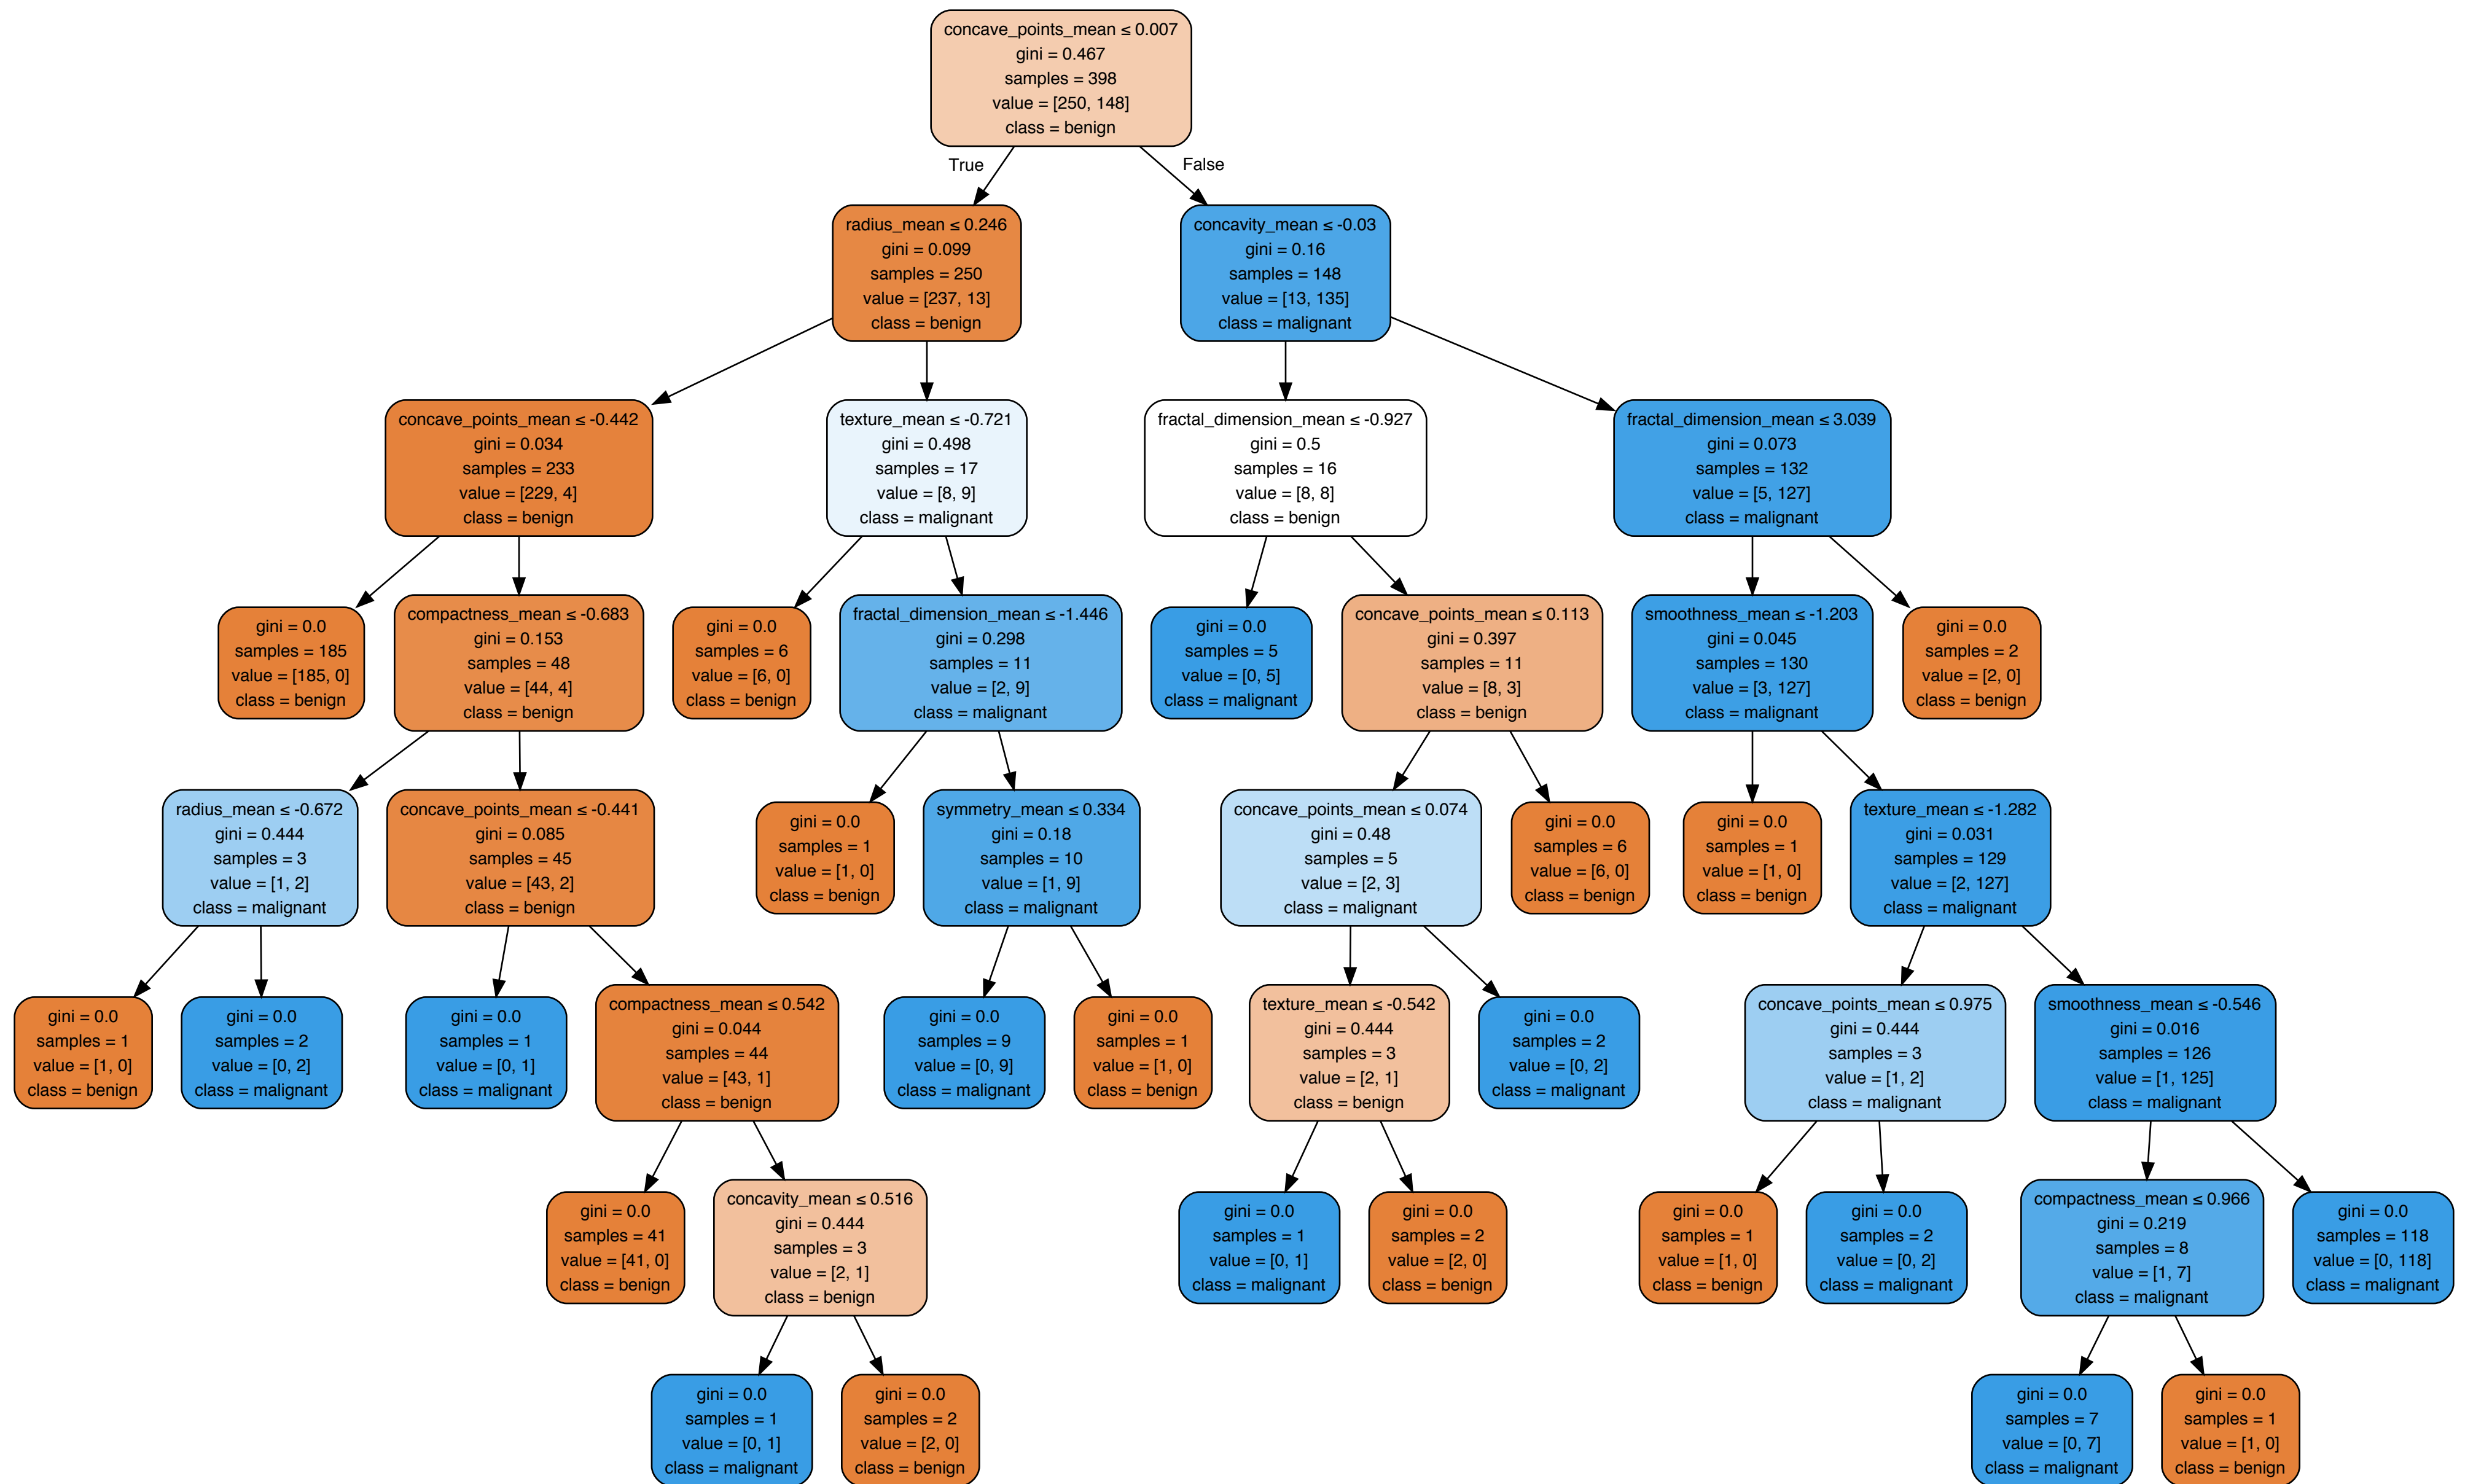 concave_points_mean ≤ 0.007
gini = 0.467
samples = 398
value = [250, 148]
class = benign
True
False
radius_mean ≤ 0.246
gini = 0.099
samples = 250
value = [237, 13]
class = benign
concavity_mean ≤ -0.03
gini = 0.16
samples = 148
value = [13, 135]
class = malignant
concave_points_mean ≤ -0.442
gini = 0.034
samples = 233
value = [229, 4]
class = benign
texture_mean ≤ -0.721
gini = 0.498
samples = 17
value = [8, 9]
class = malignant
fractal_dimension_mean ≤ -0.927
gini = 0.5
samples = 16
value = [8, 8]
class = benign
fractal_dimension_mean ≤ 3.039
gini = 0.073
samples = 132
value = [5, 127]
class = malignant
gini = 0.0
samples = 185
value = [185, 0]
class = benign
compactness_mean ≤ -0.683
gini = 0.153
samples = 48
value = [44, 4]
class = benign
gini = 0.0
samples = 6
value = [6, 0]
class = benign
fractal_dimension_mean ≤ -1.446
gini = 0.298
samples = 11
value = [2, 9]
class = malignant
gini = 0.0
samples = 5
value = [0, 5]
class = malignant
concave_points_mean ≤ 0.113
gini = 0.397
samples = 11
value = [8, 3]
class = benign
smoothness_mean ≤ -1.203
gini = 0.045
samples = 130
value = [3, 127]
class = malignant
gini = 0.0
samples = 2
value = [2, 0]
class = benign
radius_mean ≤ -0.672
gini = 0.444
samples = 3
value = [1, 2]
class = malignant
concave_points_mean ≤ -0.441
gini = 0.085
samples = 45
value = [43, 2]
class = benign
gini = 0.0
samples = 1
value = [1, 0]
class = benign
symmetry_mean ≤ 0.334
gini = 0.18
samples = 10
value = [1, 9]
class = malignant
concave_points_mean ≤ 0.074
gini = 0.48
samples = 5
value = [2, 3]
class = malignant
gini = 0.0
samples = 6
value = [6, 0]
class = benign
gini = 0.0
samples = 1
value = [1, 0]
class = benign
texture_mean ≤ -1.282
gini = 0.031
samples = 129
value = [2, 127]
class = malignant
gini = 0.0
samples = 1
value = [1, 0]
class = benign
gini = 0.0
samples = 2
value = [0, 2]
class = malignant
gini = 0.0
samples = 1
value = [0, 1]
class = malignant
compactness_mean ≤ 0.542
gini = 0.044
samples = 44
value = [43, 1]
class = benign
gini = 0.0
samples = 9
value = [0, 9]
class = malignant
gini = 0.0
samples = 1
value = [1, 0]
class = benign
texture_mean ≤ -0.542
gini = 0.444
samples = 3
value = [2, 1]
class = benign
gini = 0.0
samples = 2
value = [0, 2]
class = malignant
concave_points_mean ≤ 0.975
gini = 0.444
samples = 3
value = [1, 2]
class = malignant
smoothness_mean ≤ -0.546
gini = 0.016
samples = 126
value = [1, 125]
class = malignant
gini = 0.0
samples = 41
value = [41, 0]
class = benign
concavity_mean ≤ 0.516
gini = 0.444
samples = 3
value = [2, 1]
class = benign
gini = 0.0
samples = 1
value = [0, 1]
class = malignant
gini = 0.0
samples = 2
value = [2, 0]
class = benign
gini = 0.0
samples = 1
value = [1, 0]
class = benign
gini = 0.0
samples = 2
value = [0, 2]
class = malignant
compactness_mean ≤ 0.966
gini = 0.219
samples = 8
value = [1, 7]
class = malignant
gini = 0.0
samples = 118
value = [0, 118]
class = malignant
gini = 0.0
samples = 1
value = [0, 1]
class = malignant
gini = 0.0
samples = 2
value = [2, 0]
class = benign
gini = 0.0
samples = 7
value = [0, 7]
class = malignant
gini = 0.0
samples = 1
value = [1, 0]
class = benign